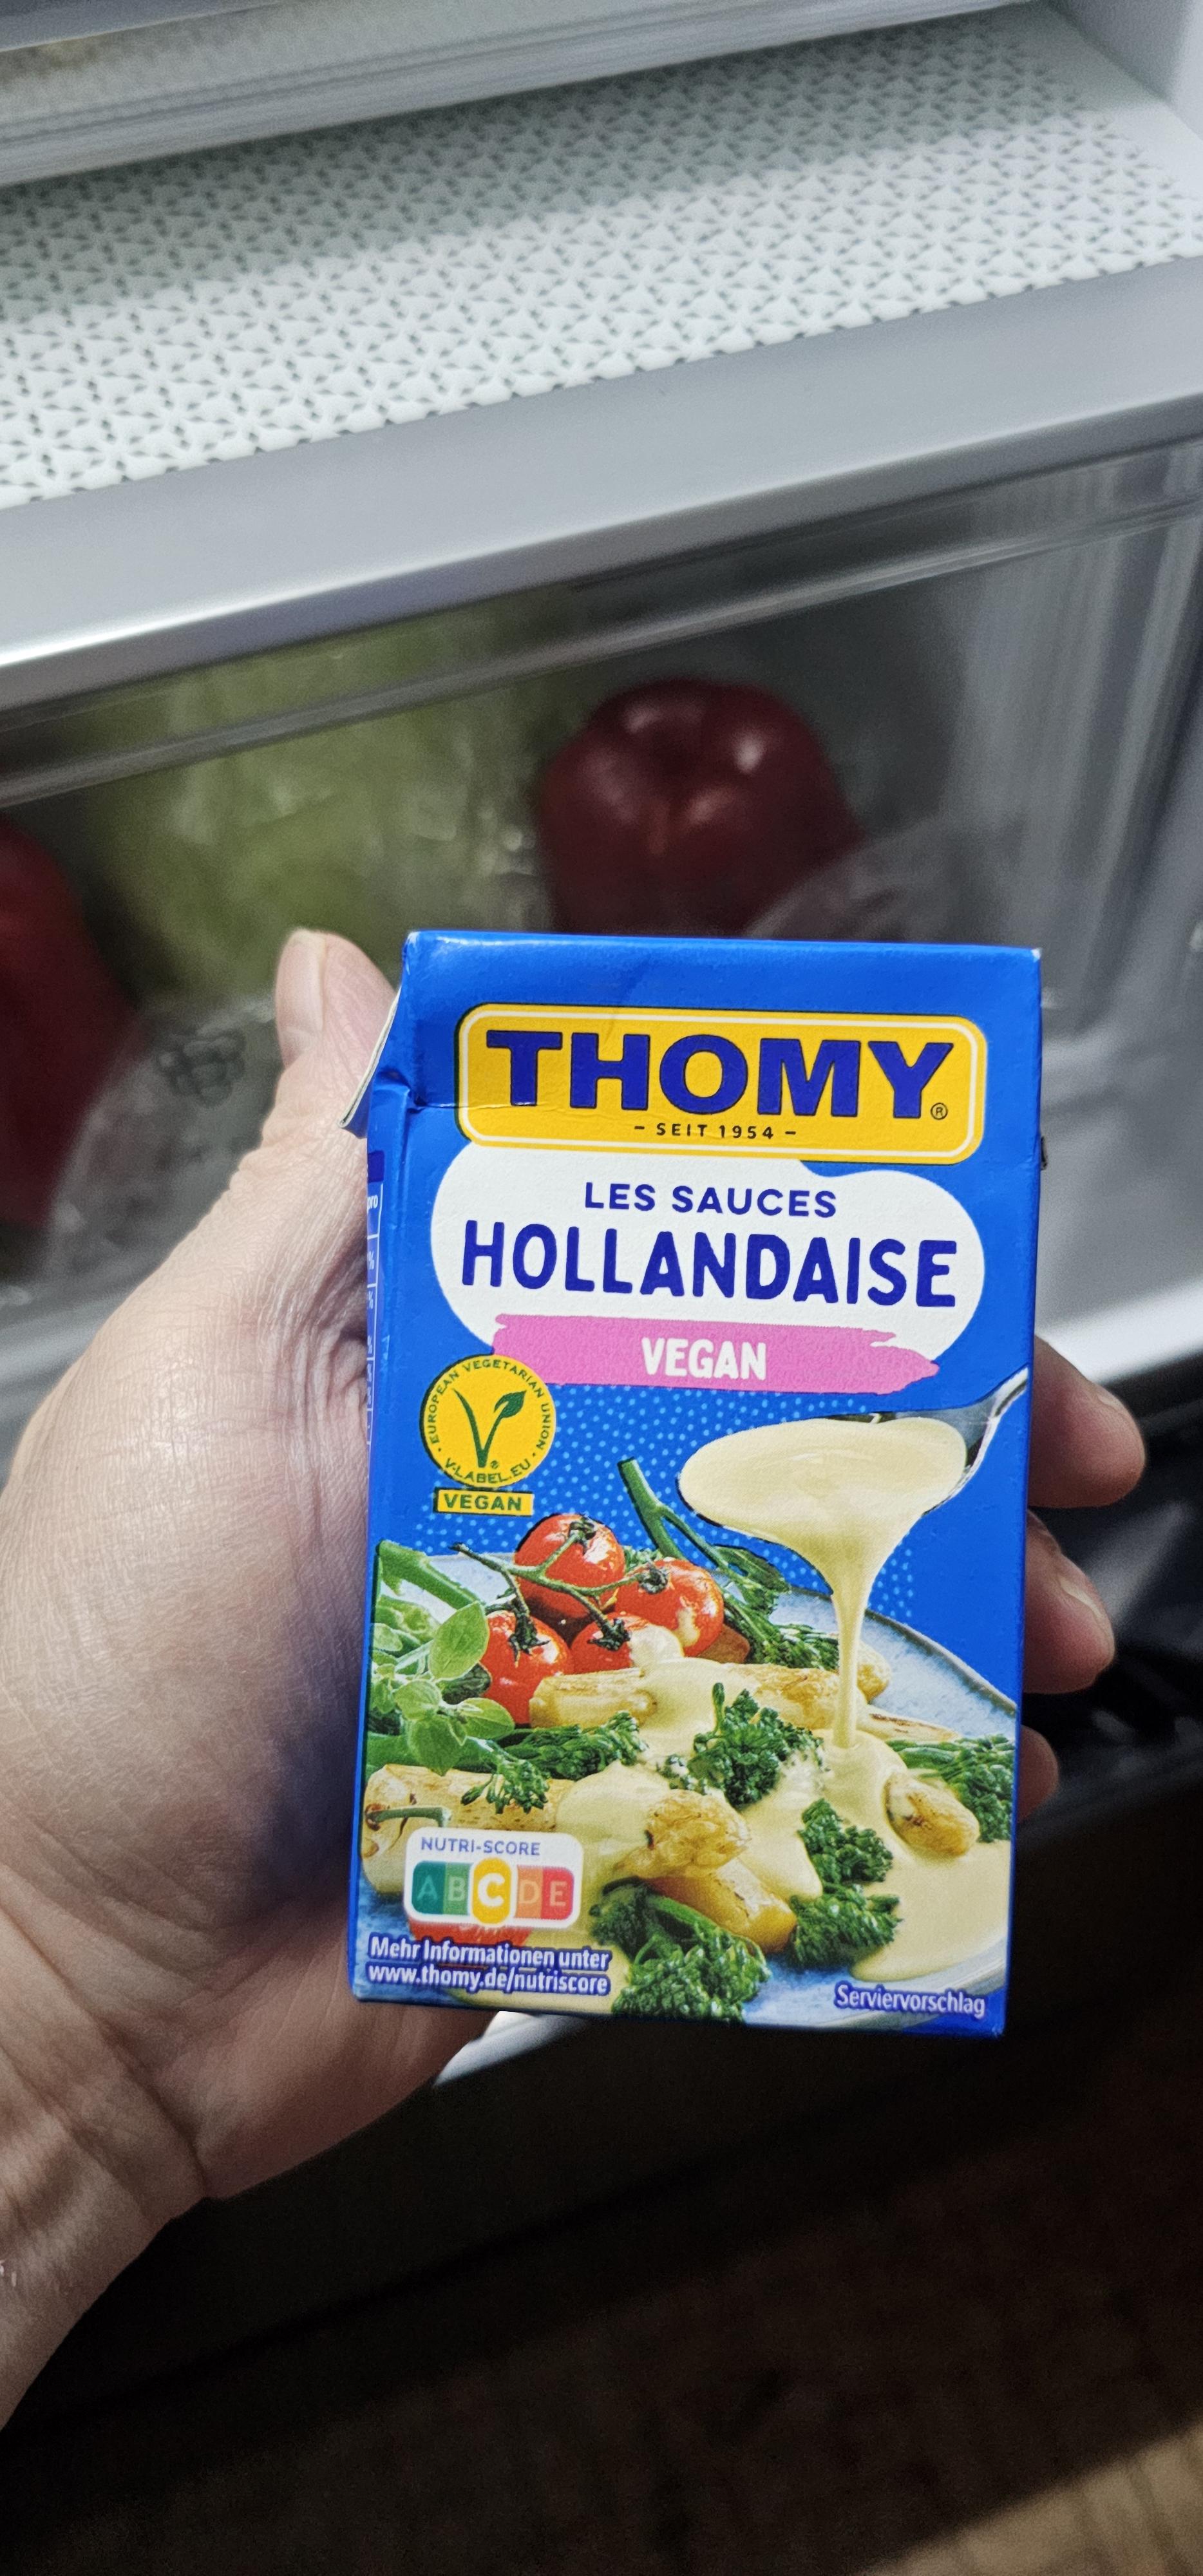 THOMY®
- SEIT 1954 -
LES SAUCES
HOLLANDAISE
VEGAN
EUROPEAN VEGETARIAN UNION
V-LABEL.EU
VEGAN
NUTRI-SCORE
A B C D E
Mehr Informationen unter
www.thomy.de/nutriscore
Serviervorschlag
pro
%
%